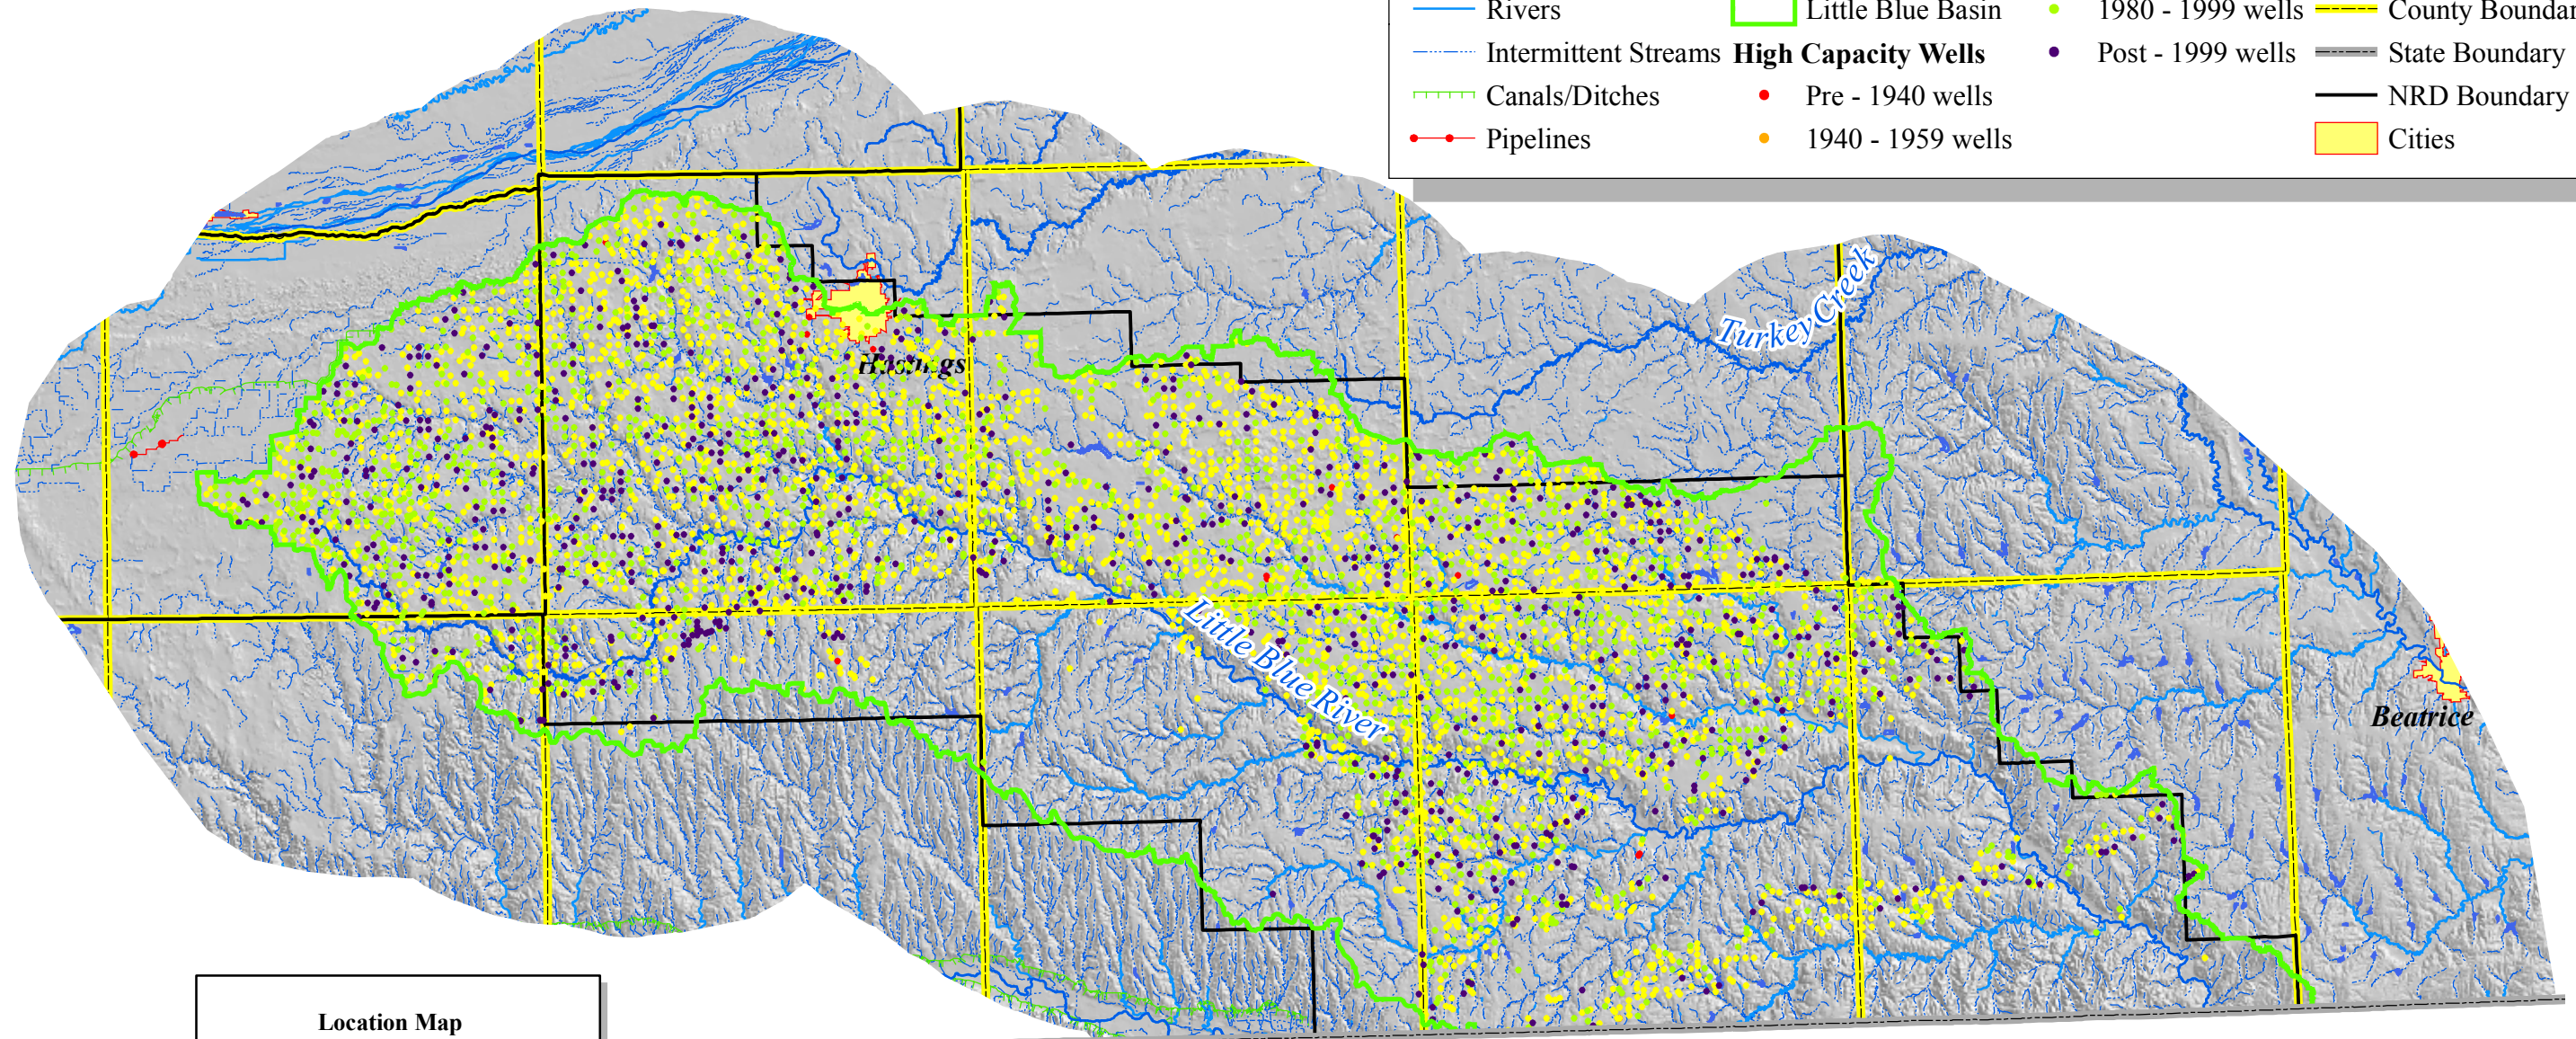 Rivers
Little Blue Basin
1980 - 1999 wells
County Boundar
Intermittent Streams
High Capacity Wells
Post - 1999 wells
State Boundary
Canals/Ditches
Pre - 1940 wells
NRD Boundary
Pipelines
1940 - 1959 wells
Cities
Turkey Creek
Hastings
Little Blue River
Beatrice
Location Map